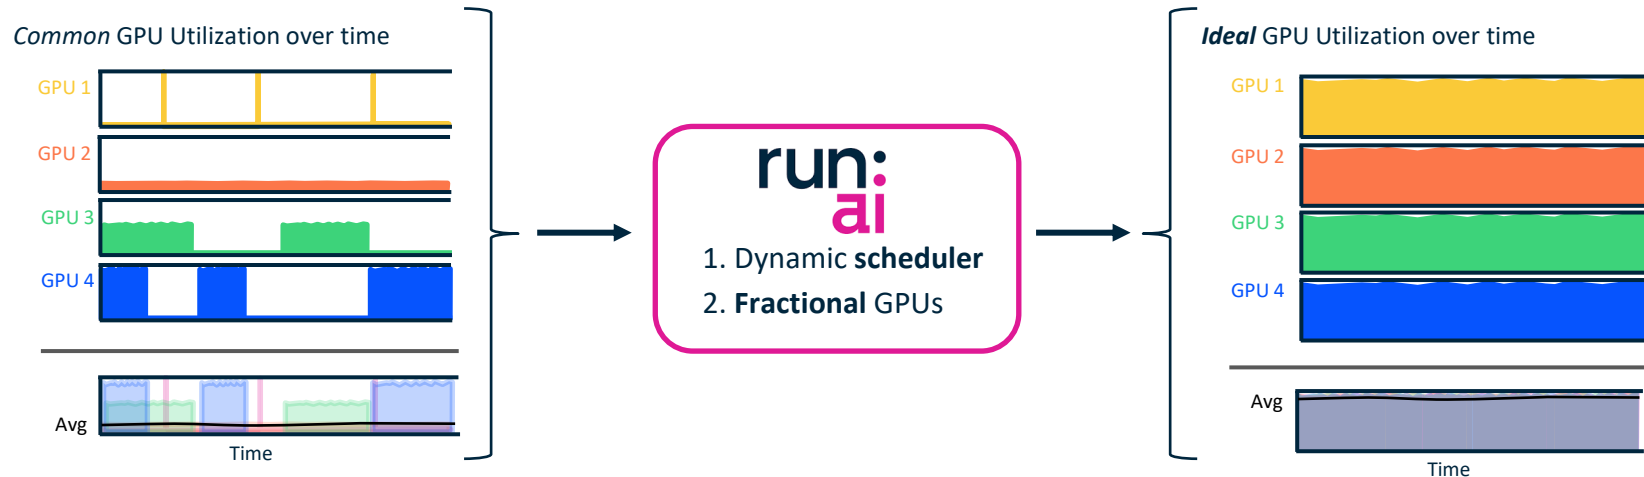 Common GPU Utilization over time
GPU 1
GPU 2
GPU 3
GPU 4
Avg
Time
run:
ai
1. Dynamic scheduler
2. Fractional GPUs
Ideal GPU Utilization over time
GPU 1
GPU 2
GPU 3
GPU 4
Avg
Time